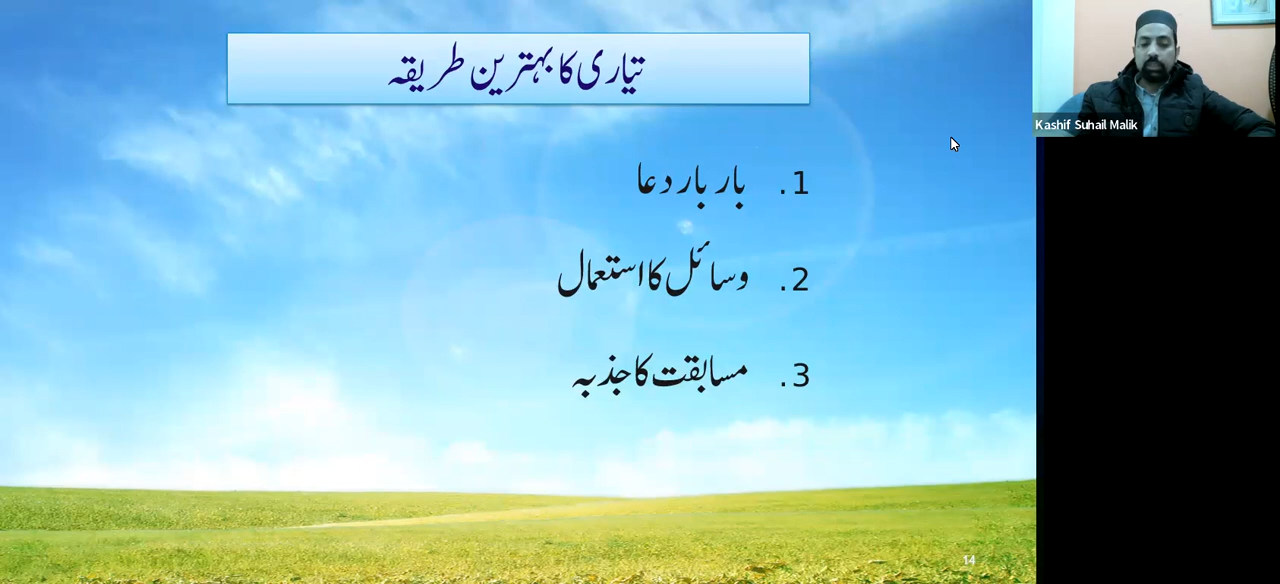 تیاری کا بہترین طریقہ
1. بار بار دعا
2. وسائل کا استعمال
3. مسابقت کا جذبہ
Kashif Suhail Malik
14